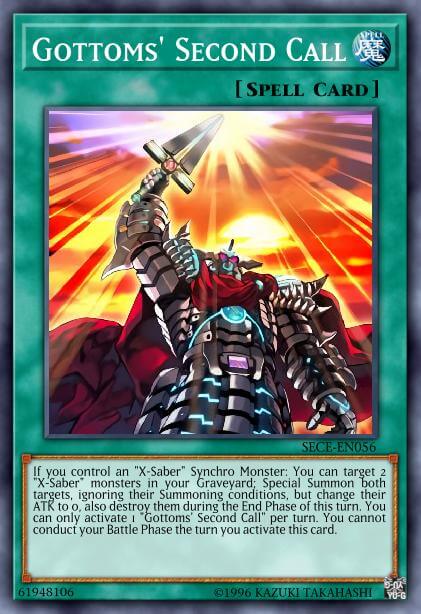 GOTTOMS' SECOND CALL
SPELL
魔
[ SPELL CARD ]
SECE-EN056
If you control an "X-Saber" Synchro Monster: You can target 2
"X-Saber" monsters in your Graveyard; Special Summon both
targets, ignoring their Summoning conditions, but change their
ATK to 0, also destroy them during the End Phase of this turn. You
can only activate 1 "Gottoms' Second Call" per turn. You cannot
conduct your Battle Phase the turn you activate this card.
61948106
©1996 KAZUKI TAKAHASHI